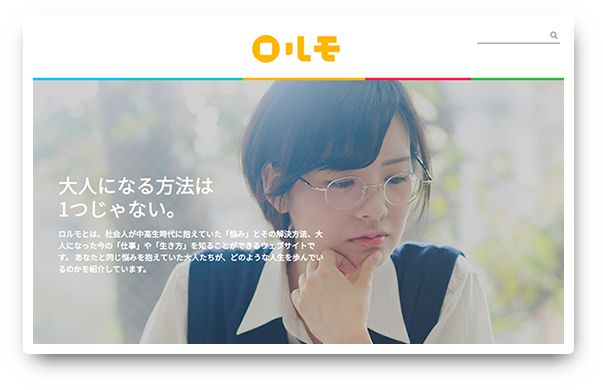 ロルモ
大人になる方法は
1つじゃない。
ロルモとは、社会人が中高生時代に抱えていた「悩み」とその解決方法、大
人になった今の「仕事」や「生き方」を知ることができるウェブサイトで
す。 あなたと同じ悩みを抱えていた大人たちが、どのような人生を歩んでい
るのかを紹介しています。